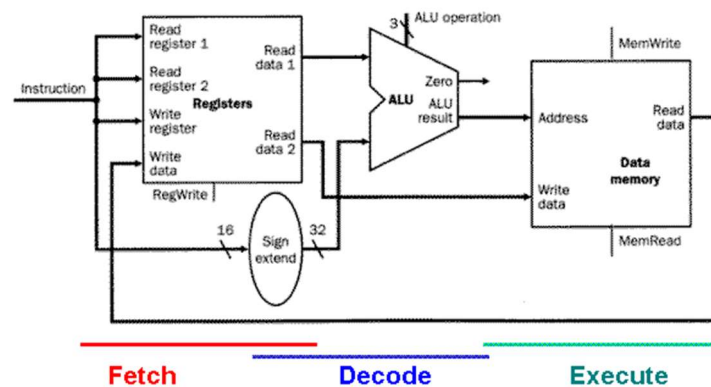 Instruction
Read
register 1
Read
register 2
Write
register
Write
data
Registers
Read
data 1
Read
data 2
RegWrite
16
Sign
extend
32
3
ALU operation
ALU
Zero
ALU
result
MemWrite
Address
Read
data
Data
memory
Write
data
MemRead
Fetch
Decode
Execute